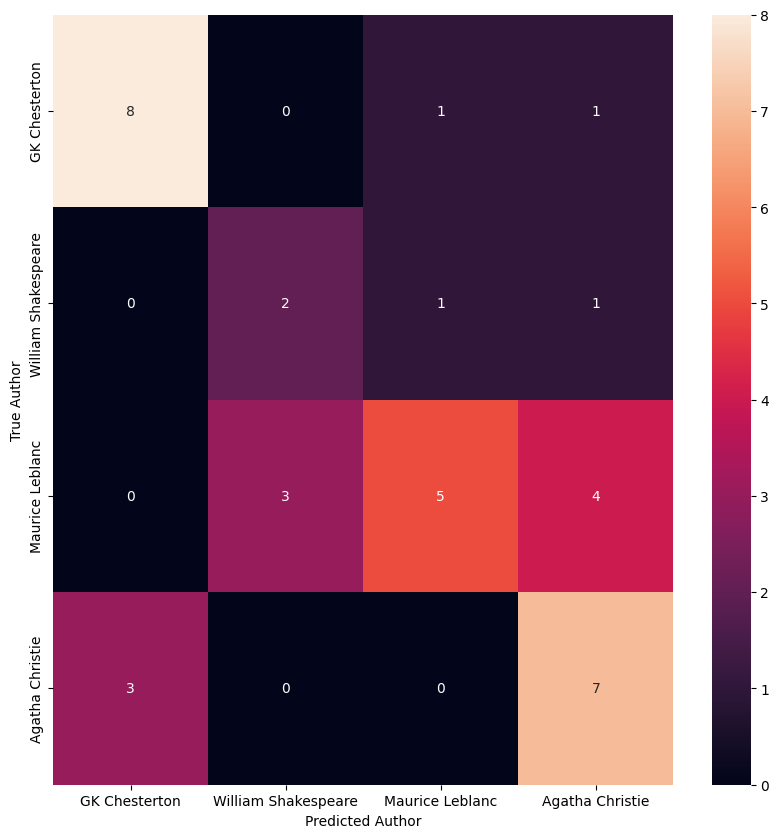 GK Chesterton
8 0 1 1
William Shakespeare
0 2 1 1
Maurice Leblanc
0 3 5 4
Agatha Christie
3 0 0 7
True Author
GK Chesterton William Shakespeare Maurice Leblanc Agatha Christie
Predicted Author
8
7
6
5
4
3
2
1
0